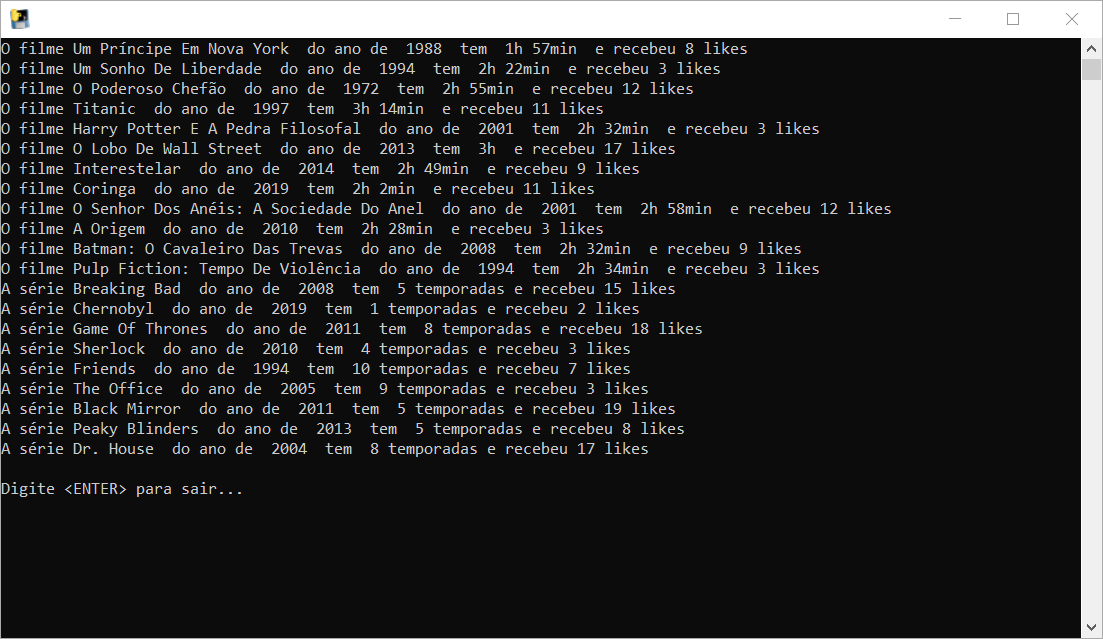 O filme Um Príncipe Em Nova York  do ano de  1988  tem  1h 57min  e recebeu 8 likes
O filme Um Sonho De Liberdade  do ano de  1994  tem  2h 22min  e recebeu 3 likes
O filme O Poderoso Chefão  do ano de  1972  tem  2h 55min  e recebeu 12 likes
O filme Titanic  do ano de  1997  tem  3h 14min  e recebeu 11 likes
O filme Harry Potter E A Pedra Filosofal  do ano de  2001  tem  2h 32min  e recebeu 3 likes
O filme O Lobo De Wall Street  do ano de  2013  tem  3h  e recebeu 17 likes
O filme Interestelar  do ano de  2014  tem  2h 49min  e recebeu 9 likes
O filme Coringa  do ano de  2019  tem  2h 2min  e recebeu 11 likes
O filme O Senhor Dos Anéis: A Sociedade Do Anel  do ano de  2001  tem  2h 58min  e recebeu 12 likes
O filme A Origem  do ano de  2010  tem  2h 28min  e recebeu 3 likes
O filme Batman: O Cavaleiro Das Trevas  do ano de  2008  tem  2h 32min  e recebeu 9 likes
O filme Pulp Fiction: Tempo De Violência  do ano de  1994  tem  2h 34min  e recebeu 3 likes
A série Breaking Bad  do ano de  2008  tem  5 temporadas e recebeu 15 likes
A série Chernobyl  do ano de  2019  tem  1 temporadas e recebeu 2 likes
A série Game Of Thrones  do ano de  2011  tem  8 temporadas e recebeu 18 likes
A série Sherlock  do ano de  2010  tem  4 temporadas e recebeu 3 likes
A série Friends  do ano de  1994  tem  10 temporadas e recebeu 7 likes
A série The Office  do ano de  2005  tem  9 temporadas e recebeu 3 likes
A série Black Mirror  do ano de  2011  tem  5 temporadas e recebeu 19 likes
A série Peaky Blinders  do ano de  2013  tem  5 temporadas e recebeu 8 likes
A série Dr. House  do ano de  2004  tem  8 temporadas e recebeu 17 likes
Digite <ENTER> para sair...